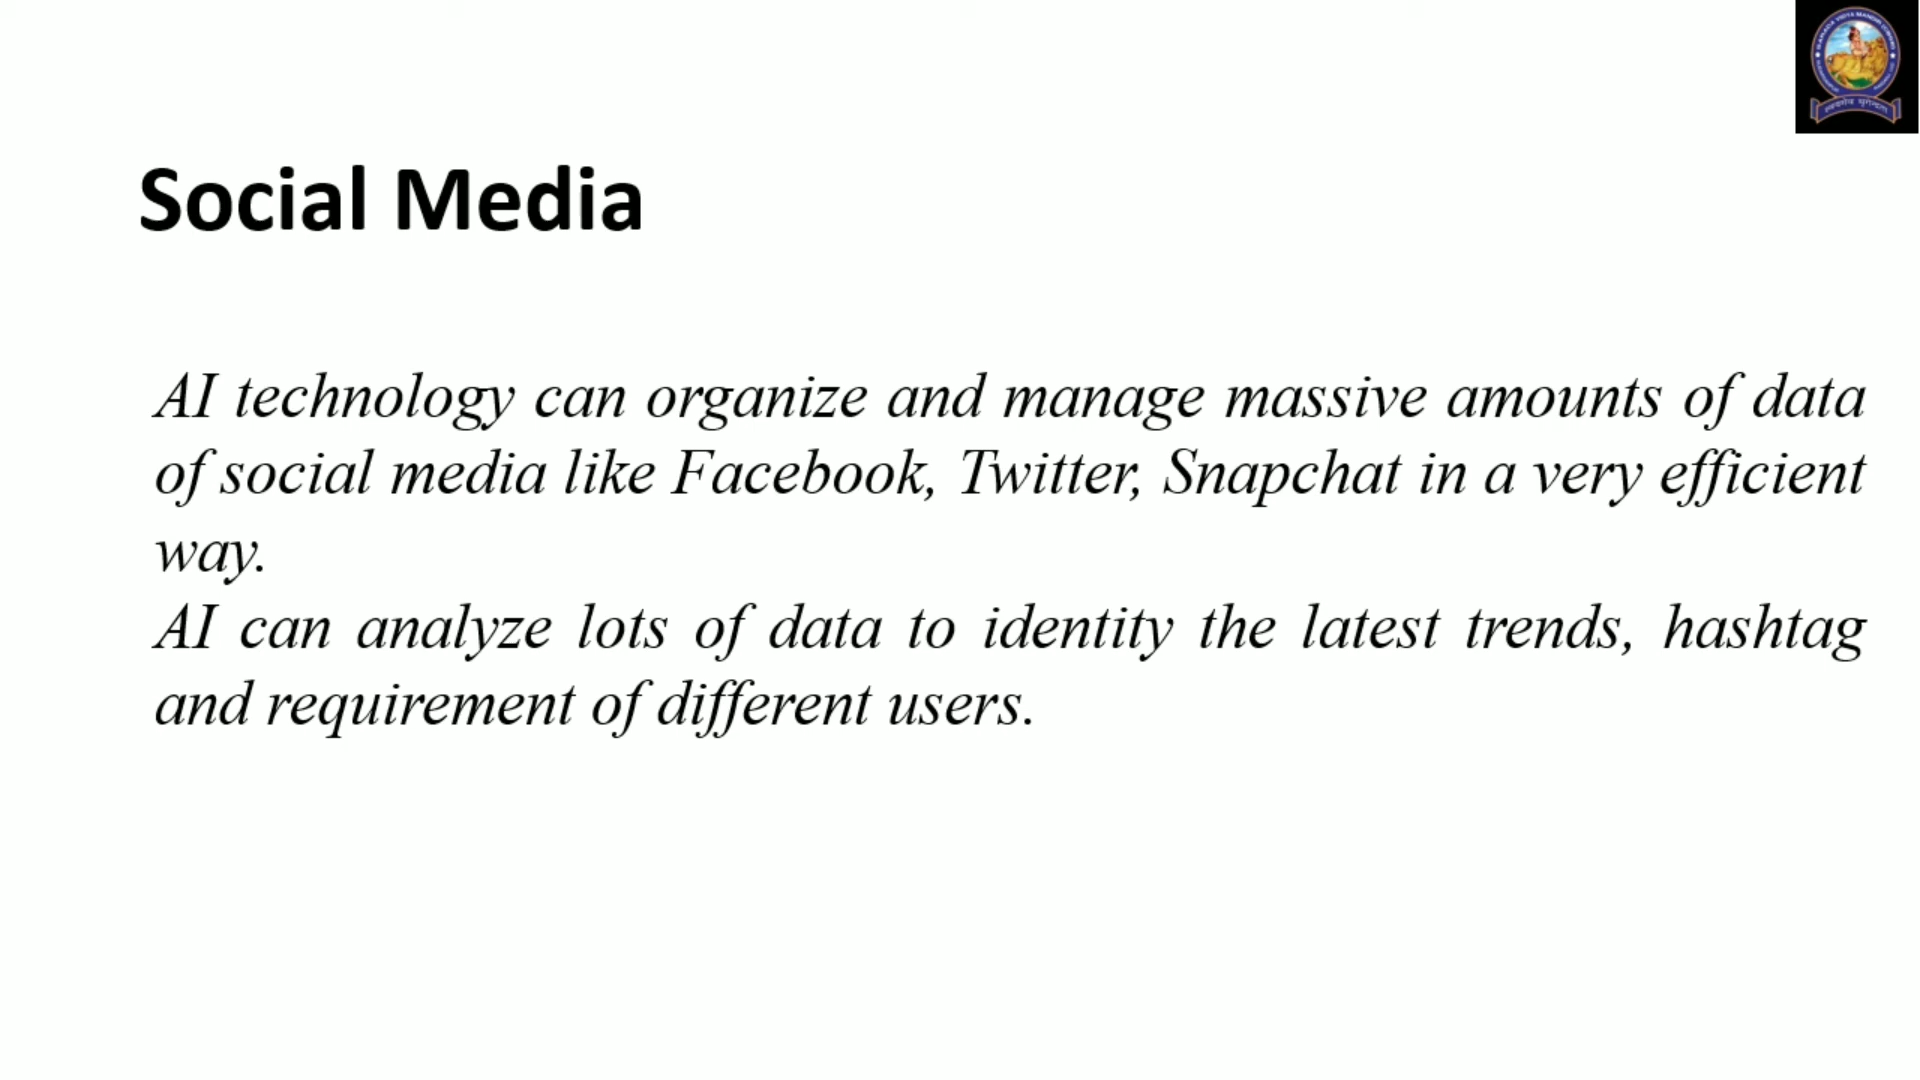 Social Media
AI technology can organize and manage massive amounts of data
of social media like Facebook, Twitter, Snapchat in a very efficient
way.
AI can analyze lots of data to identity the latest trends, hashtag
and requirement of different users.